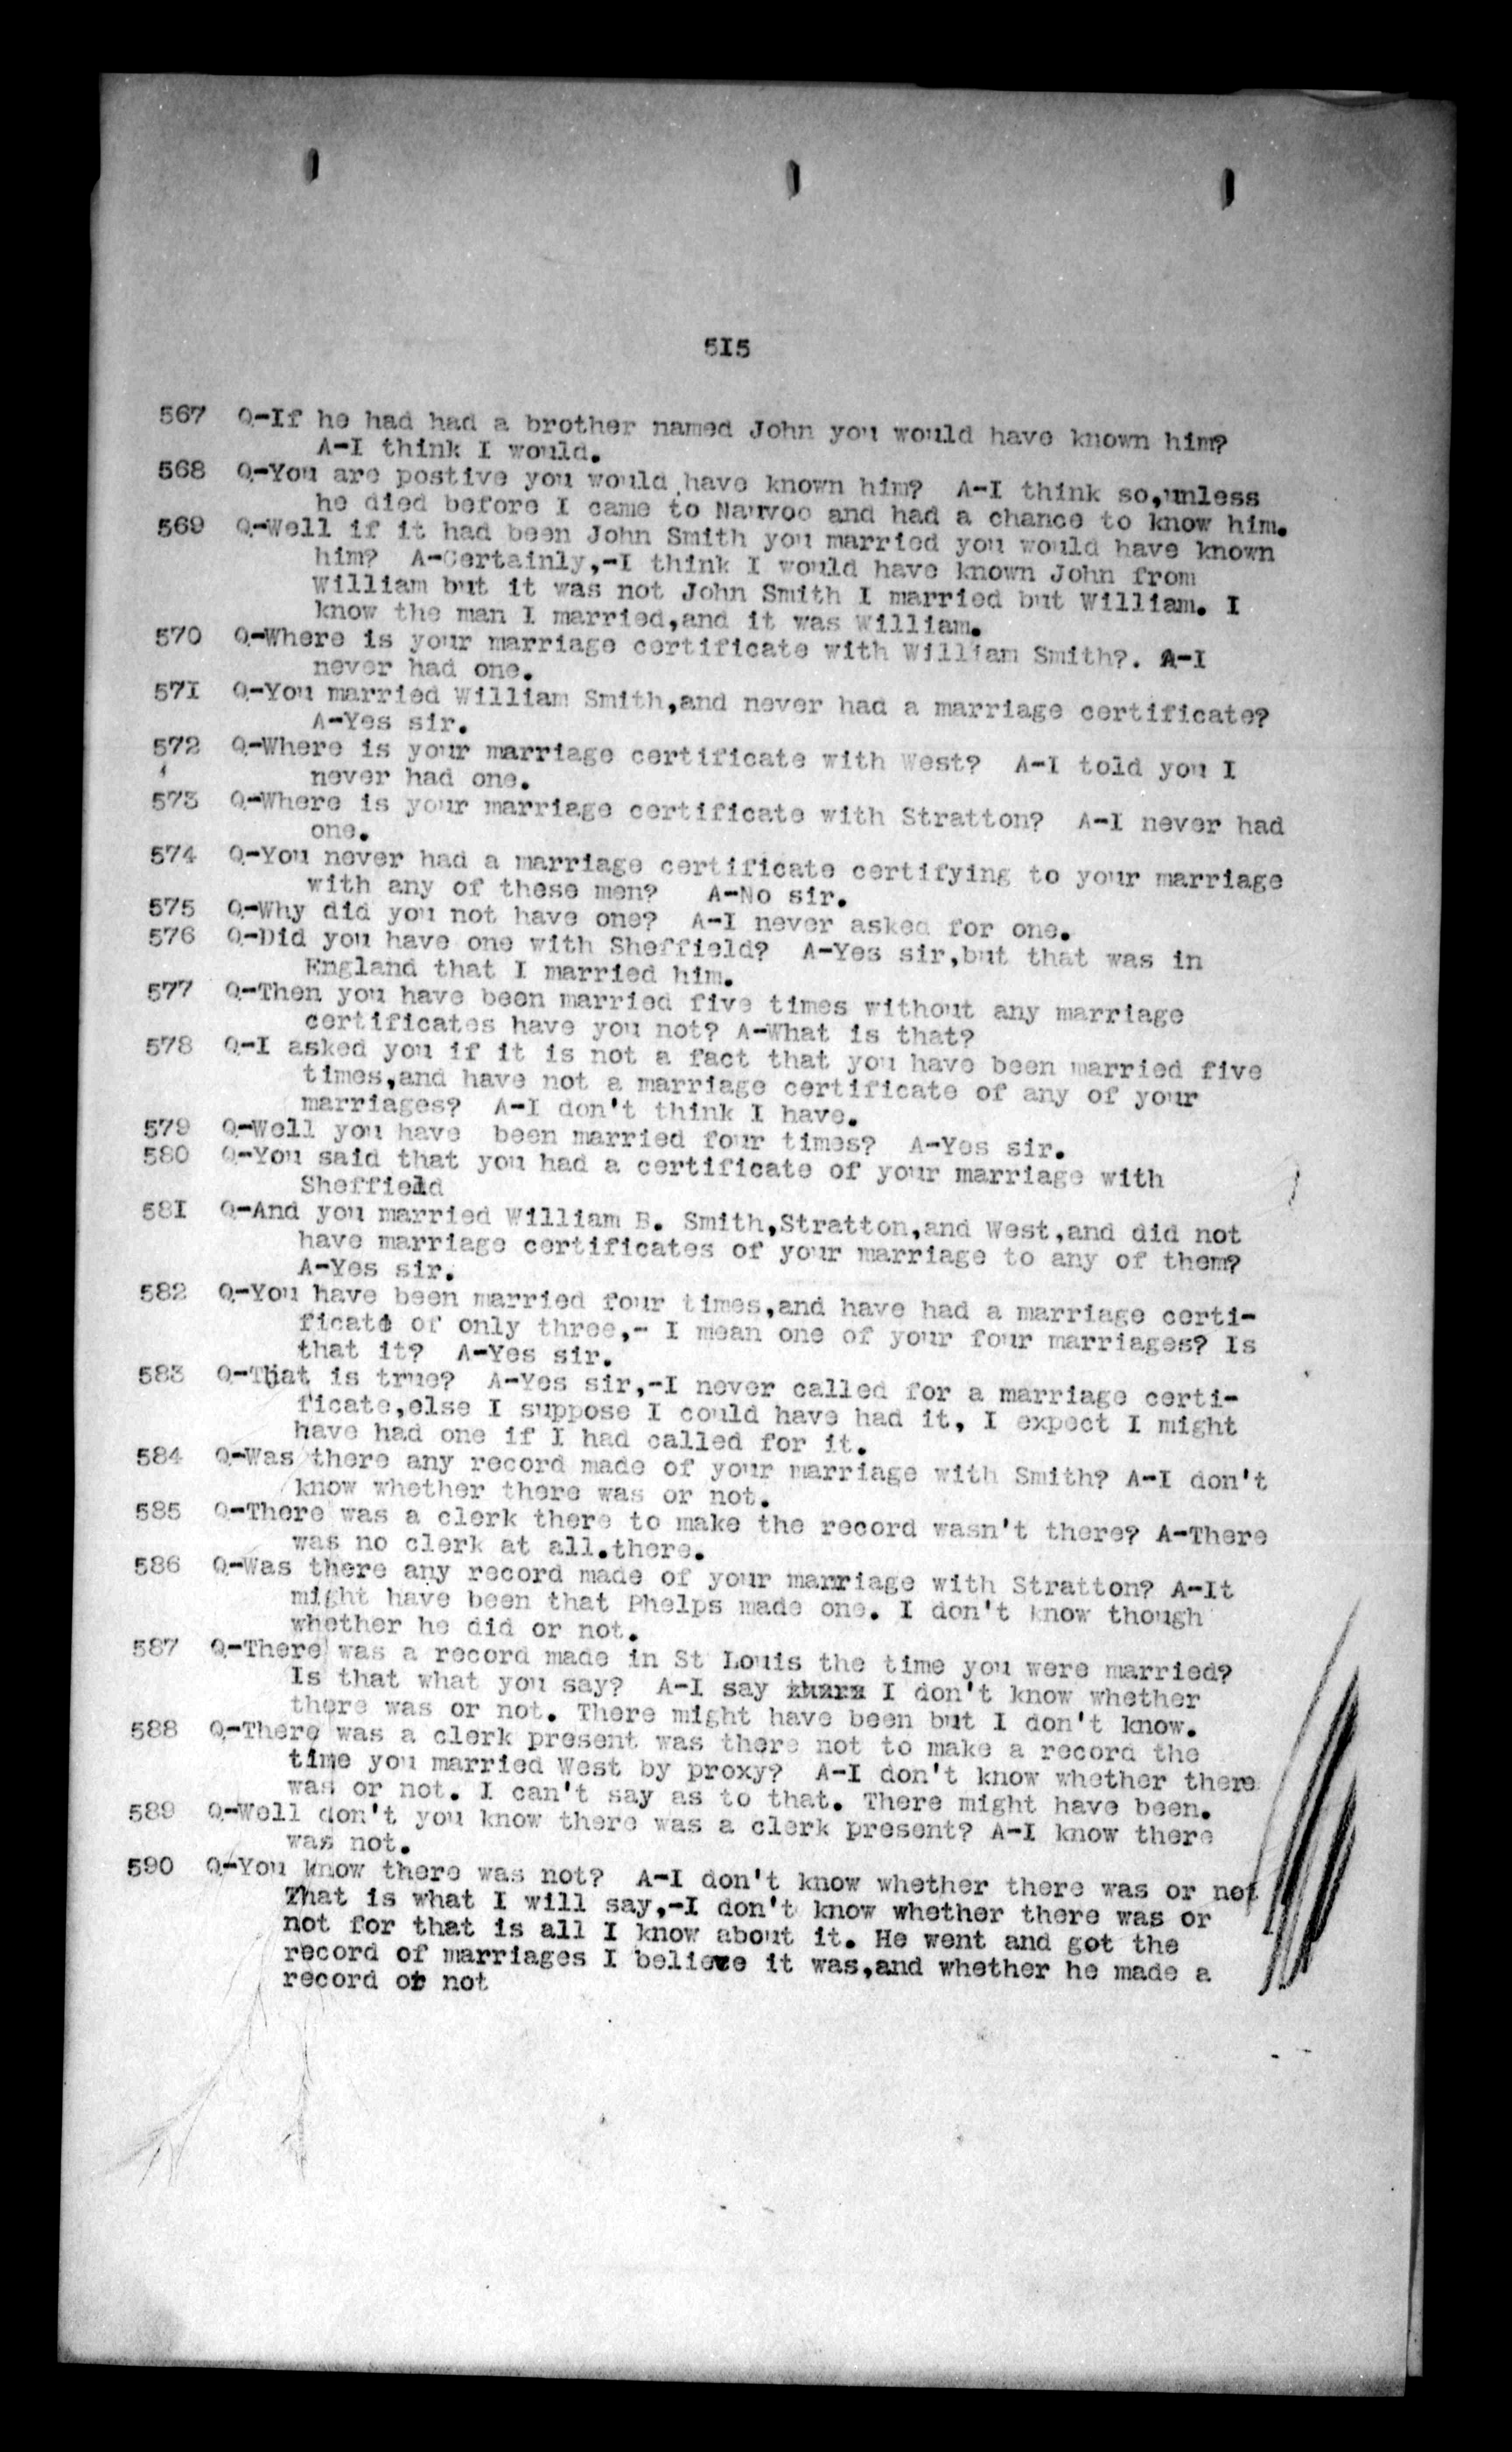 515
567 Q-If he had had a brother named John you would have known him?
A-I think I would.
568 Q-You are postive you would have known him? A-I think so,unless
he died before I came to Nauvoo and had a chance to know him.
569 Q-Well if it had been John Smith you married you would have known
him? A-Certainly,-I think I would have known John from
William but it was not John Smith I married but William. I
know the man I married,and it was William.
570 Q-Where is your marriage certificate with William Smith?. A-I
never had one.
571 Q-You married William Smith,and never had a marriage certificate?
A-Yes sir.
572 Q-Where is your marriage certificate with West? A-I told you I
never had one.
573 Q-Where is your marriage certificate with Stratton? A-I never had
one.
574 Q-You never had a marriage certificate certifying to your marriage
with any of these men? A-No sir.
575 Q-Why did you not have one? A-I never asked for one.
576 Q-Did you have one with Sheffield? A-Yes sir,but that was in
England that I married him.
577 Q-Then you have been married five times without any marriage
certificates have you not? A-What is that?
578 Q-I asked you if it is not a fact that you have been married five
times,and have not a marriage certificate of any of your
marriages? A-I don't think I have.
579 Q-Well you have been married four times? A-Yes sir.
580 Q-You said that you had a certificate of your marriage with
Sheffield
581 Q-And you married William B. Smith,Stratton,and West,and did not
have marriage certificates of your marriage to any of them?
A-Yes sir.
582 Q-You have been married four times,and have had a marriage certi-
ficate of only three,- I mean one of your four marriages? Is
that it? A-Yes sir.
583 Q-That is true? A-Yes sir,-I never called for a marriage certi-
ficate,else I suppose I could have had it, I expect I might
have had one if I had called for it.
584 Q-Was there any record made of your marriage with Smith? A-I don't
know whether there was or not.
585 Q-There was a clerk there to make the record wasn't there? A-There
was no clerk at all.there.
586 Q-Was there any record made of your marriage with Stratton? A-It
might have been that Phelps made one. I don't know though
whether he did or not.
587 Q-There was a record made in St Louis the time you were married?
Is that what you say? A-I say I don't know whether
there was or not. There might have been but I don't know.
588 Q-There was a clerk present was there not to make a record the
time you married West by proxy? A-I don't know whether there
was or not. I can't say as to that. There might have been.
589 Q-Well don't you know there was a clerk present? A-I know there
was not.
590 Q-You know there was not? A-I don't know whether there was or not
That is what I will say,-I don't know whether there was or
not for that is all I know about it. He went and got the
record of marriages I believe it was,and whether he made a
record or not